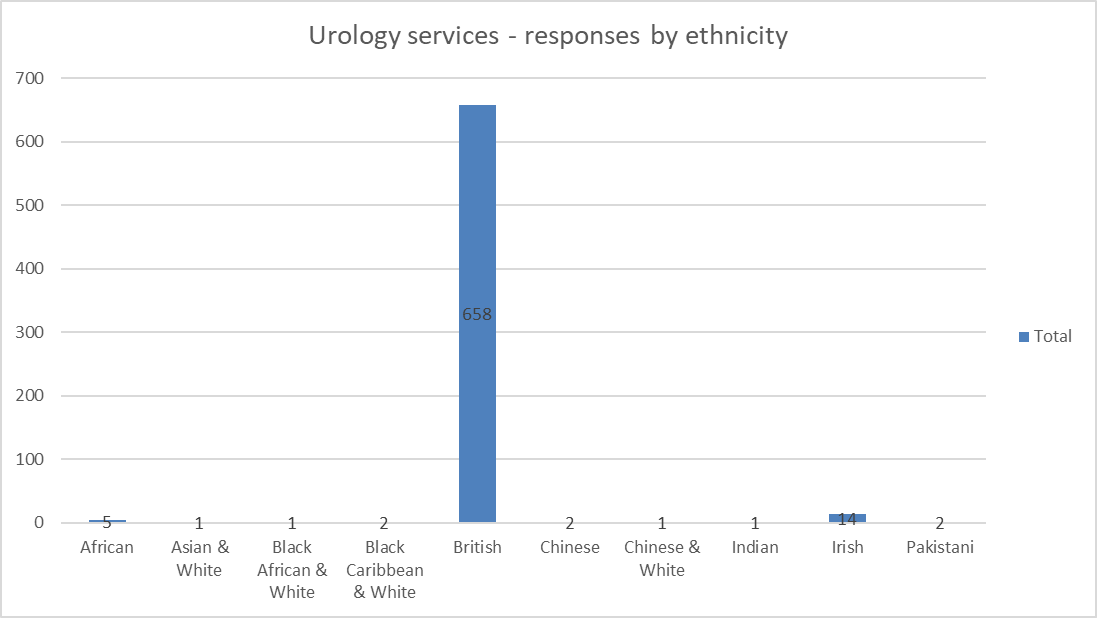 Urology services - responses by ethnicity
700
600
500
400
300
200
100
0
5
1
1
2
658
2
1
1
14
2
African
Asian &
White
Black
African &
White
Black
Caribbean
& White
British
Chinese
Chinese &
White
Indian
Irish
Pakistani
Total